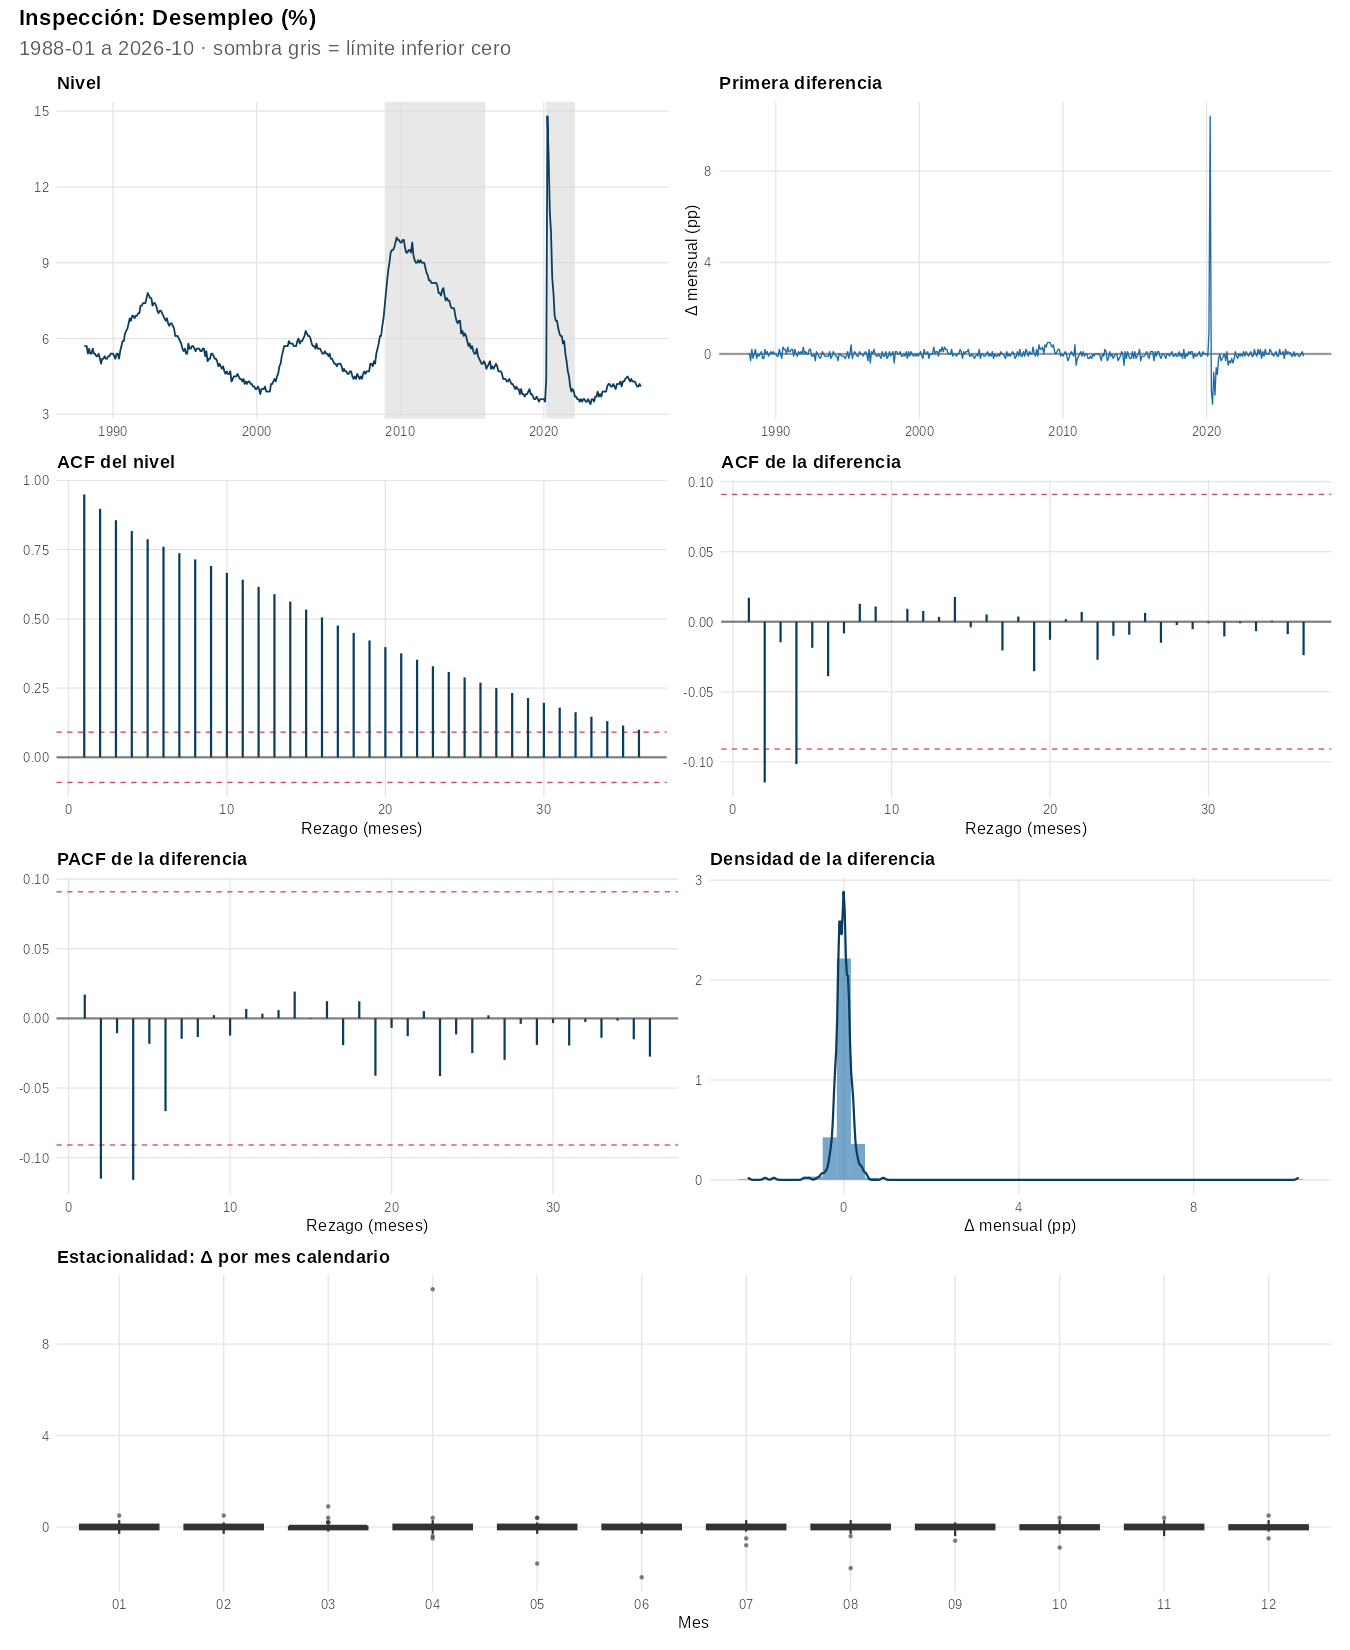 Inspección: Desempleo (%)
1988-01 a 2026-10 · sombra gris = límite inferior cero
Nivel
15
12
9
6
3
1990 2000 2010 2020
Primera diferencia
Δ mensual (pp)
8
4
0
1990 2000 2010 2020
ACF del nivel
1.00
0.75
0.50
0.25
0.00
0 10 20 30
Rezago (meses)
ACF de la diferencia
0.10
0.05
0.00
-0.05
-0.10
0 10 20 30
Rezago (meses)
PACF de la diferencia
0.10
0.05
0.00
-0.05
-0.10
0 10 20 30
Rezago (meses)
Densidad de la diferencia
3
2
1
0
0 4 8
Δ mensual (pp)
Estacionalidad: Δ por mes calendario
8
4
0
01 02 03 04 05 06 07 08 09 10 11 12
Mes